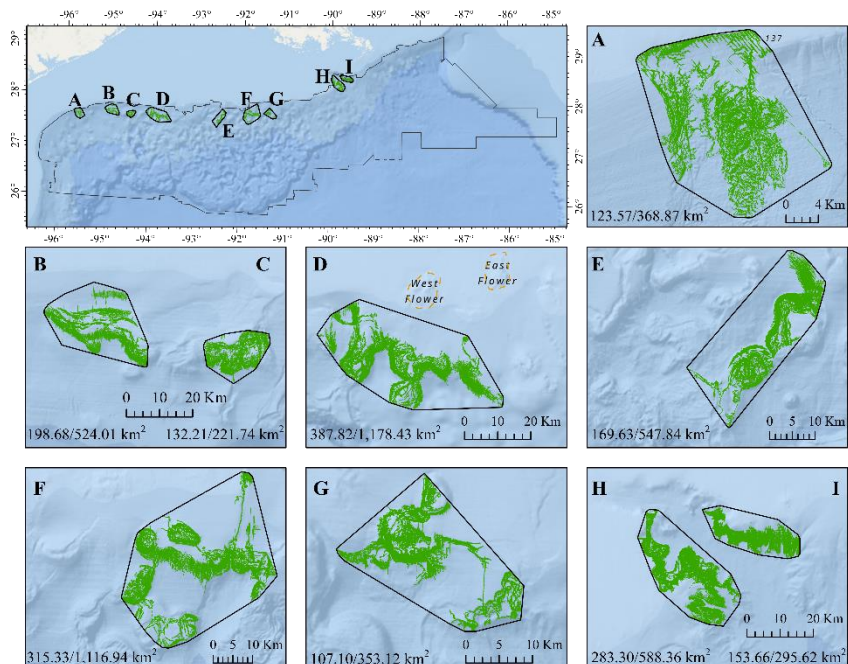 -96° -95° -94° -93° -92° -91° -90° -89° -88° -87° -86° -85°
29° 28° 27° 26°
A B C D E F G H I
29° 28° 27° 26°
-96° -95° -94° -93° -92° -91° -90° -89° -88° -87° -86° -85°
A
137
0 4 Km
123.57/368.87 km²
B C
0 10 20 Km
198.68/524.01 km² 132.21/221.74 km²
D
West
Flower
East
Flower
0 10 20 Km
387.82/1,178.43 km²
E
0 5 10 Km
169.63/547.84 km²
F
0 5 10 Km
315.33/1,116.94 km²
G
0 5 10 Km
107.10/353.12 km²
H I
0 10 20 Km
283.30/588.36 km² 153.66/295.62 km²